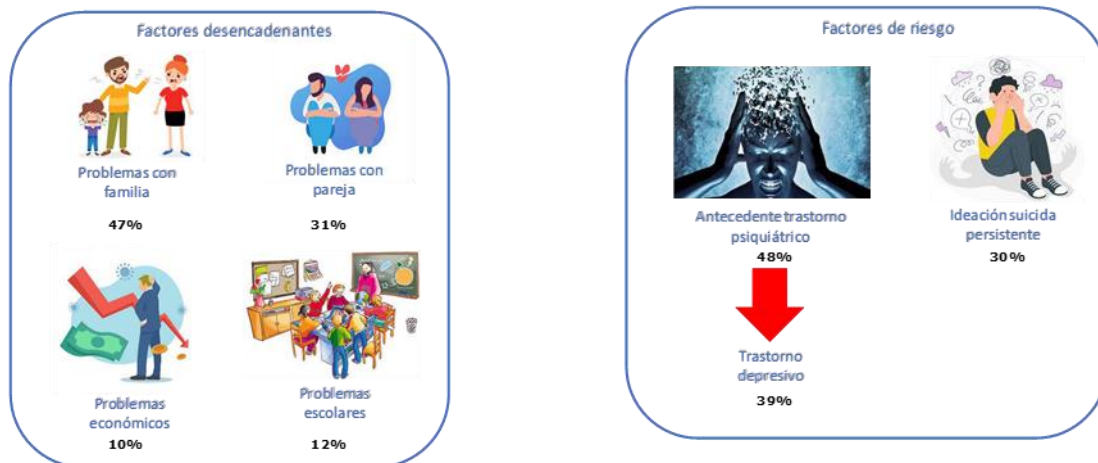 Factores desencadenantes
Problemas con
familia
47%
Problemas con
pareja
31%
Problemas
económicos
10%
Problemas
escolares
12%
Factores de riesgo
Antecedente trastorno
psiquiátrico
48%
Ideación suicida
persistente
30%
Trastorno
depresivo
39%